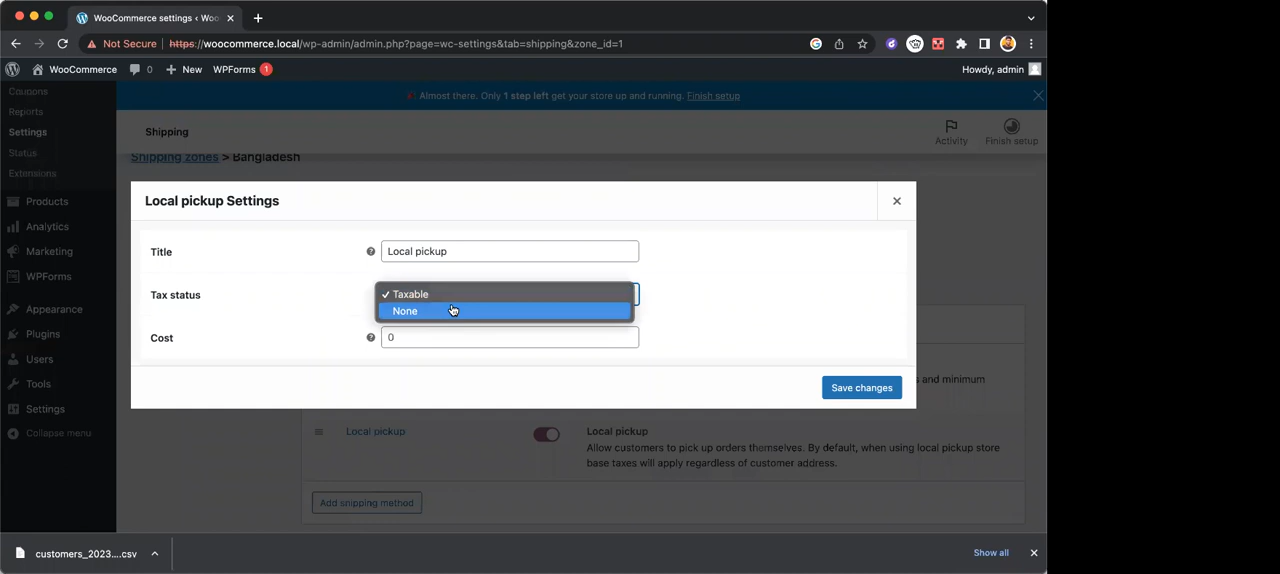 WooCommerce settings ‹ Woo
Not Secure
https://woocommerce.local/wp-admin/admin.php?page=wc-settings&tab=shipping&zone_id=1
WooCommerce
0
New
WPForms 1
Howdy, admin
Coupons
Reports
Settings
Status
Extensions
Products
Analytics
Marketing
WPForms
Appearance
Plugins
Users
Tools
Settings
Collapse menu
Almost there. Only 1 step left get your store up and running. Finish setup
Shipping
Activity
Finish setup
Shipping zones > Bangladesh
Local pickup Settings
Title
Local pickup
Tax status
✓ Taxable
None
Cost
0
Save changes
s and minimum
Local pickup
Local pickup
Allow customers to pick up orders themselves. By default, when using local pickup store
base taxes will apply regardless of customer address.
Add shipping method
customers_2023....csv
Show all